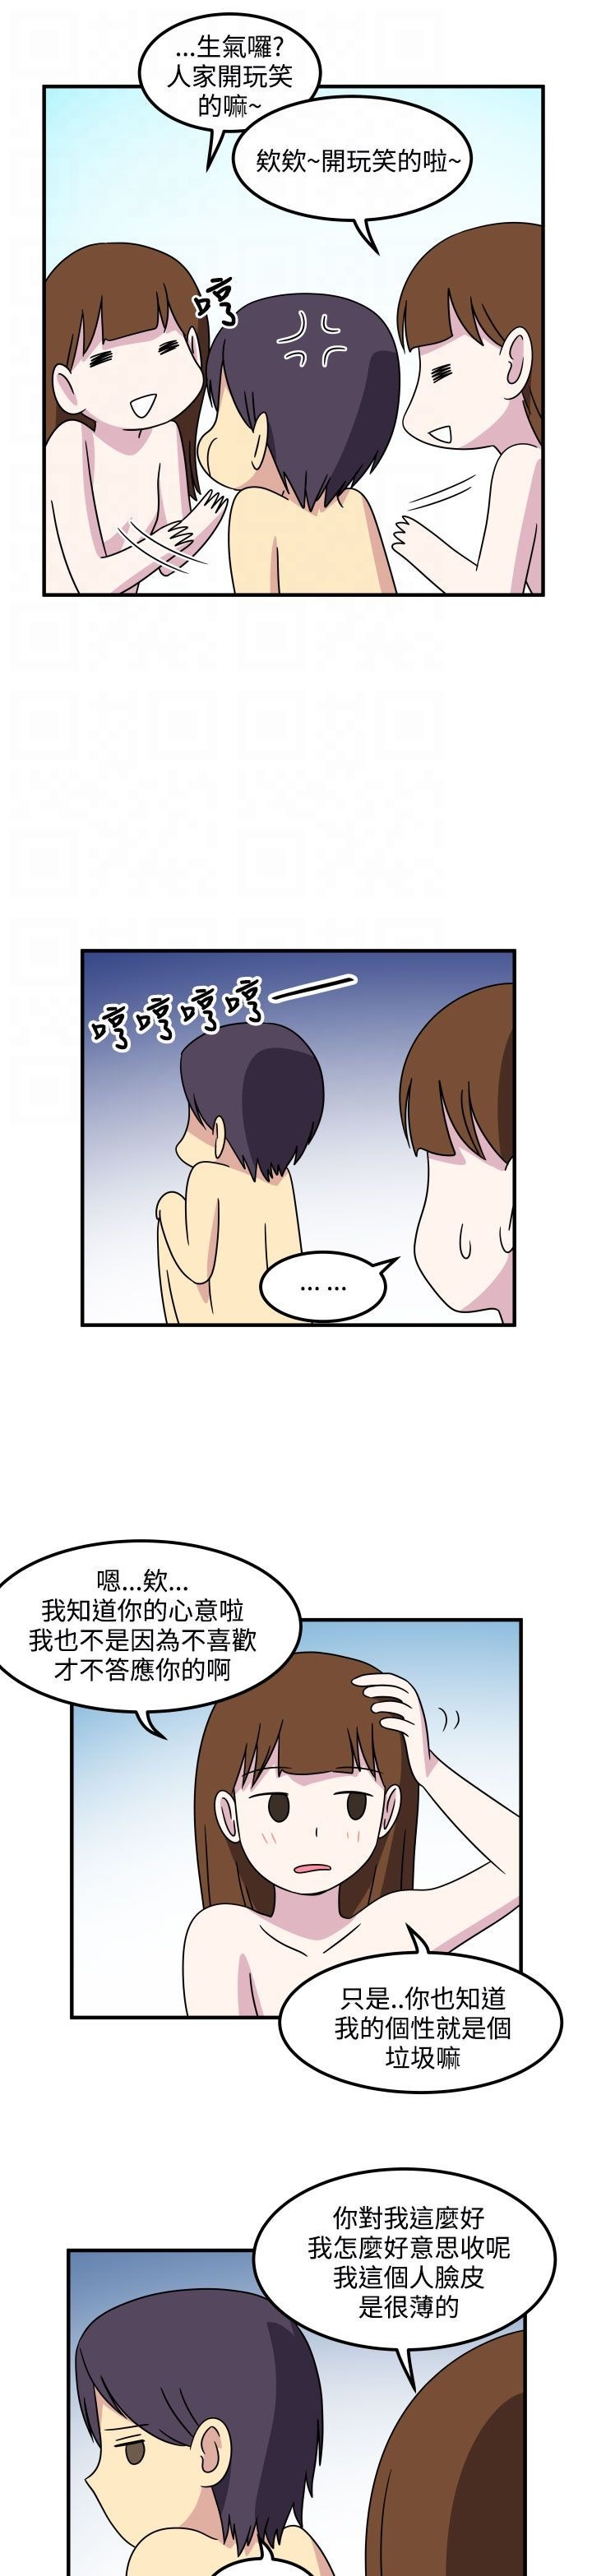 ...生氣囉?
人家開玩笑
的嘛~
欸欸~開玩笑的啦~
哼
哼哼哼哼——
... ...
嗯...欸...
我知道你的心意啦
我也不是因為不喜歡
才不答應你的啊
只是..你也知道
我的個性就是個
垃圾嘛
你對我這麼好
我怎麼好意思收呢
我這個人臉皮
是很薄的